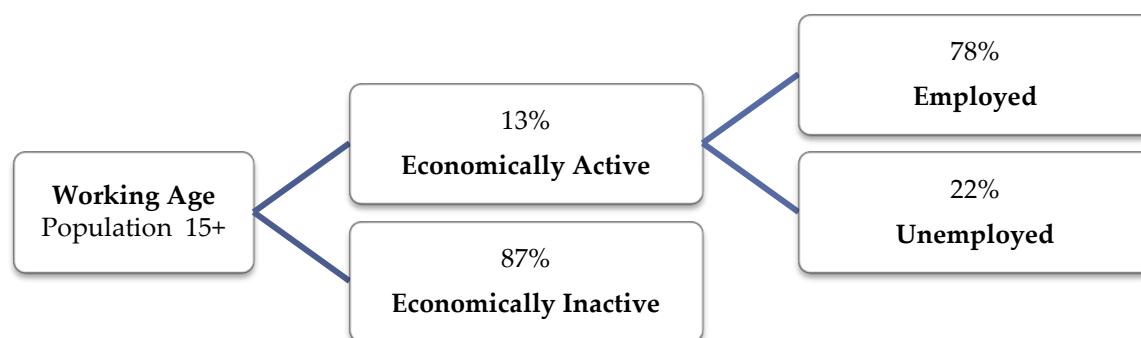 Working Age
Population 15+
13%
Economically Active
87%
Economically Inactive
78%
Employed
22%
Unemployed